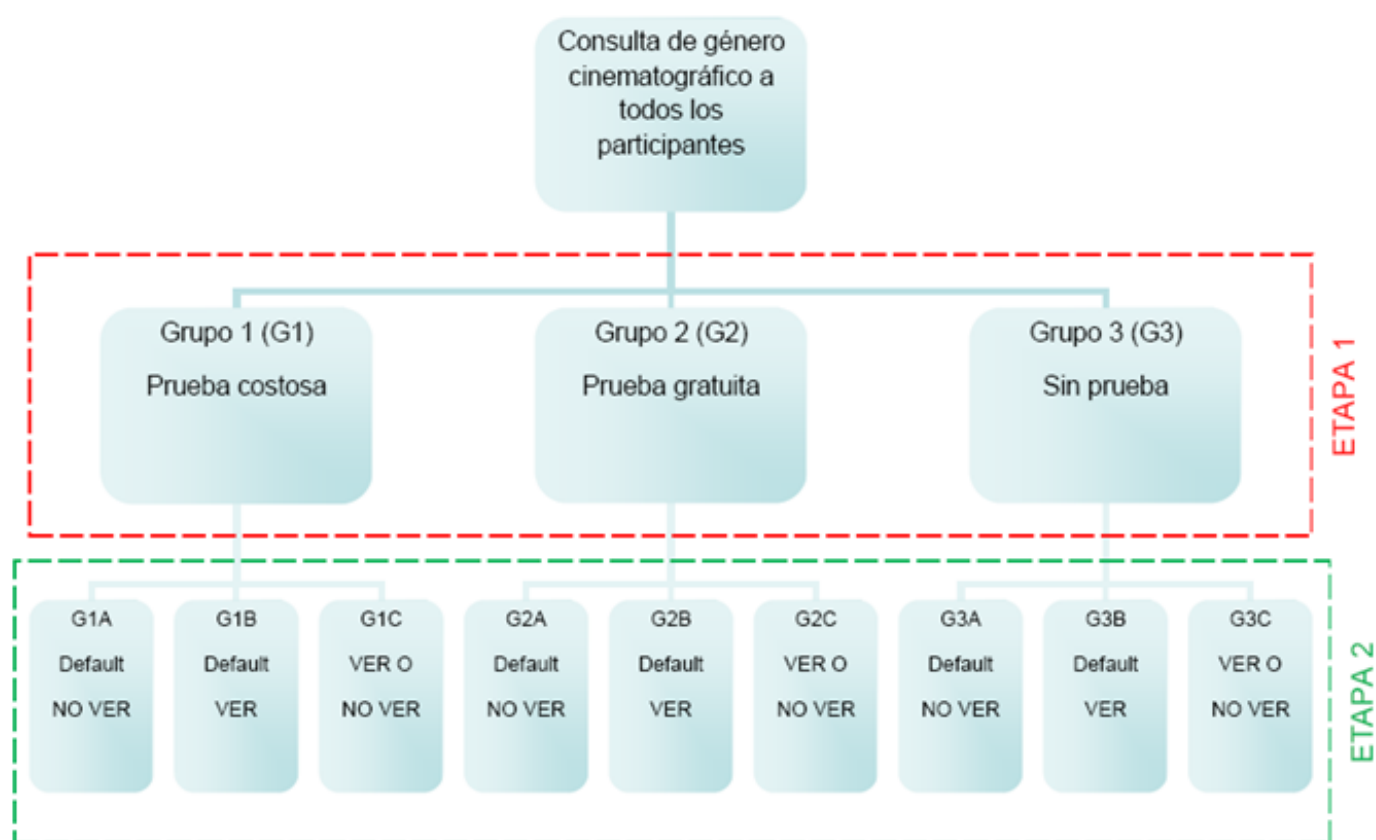 Consulta de género
cinematográfico a
todos los
participantes
Grupo 1 (G1)
Prueba costosa
Grupo 2 (G2)
Prueba gratuita
Grupo 3 (G3)
Sin prueba
ETAPA 1
G1A
Default
NO VER
G1B
Default
VER
G1C
VER O
NO VER
G2A
Default
NO VER
G2B
Default
VER
G2C
VER O
NO VER
G3A
Default
NO VER
G3B
Default
VER
G3C
VER O
NO VER
ETAPA 2